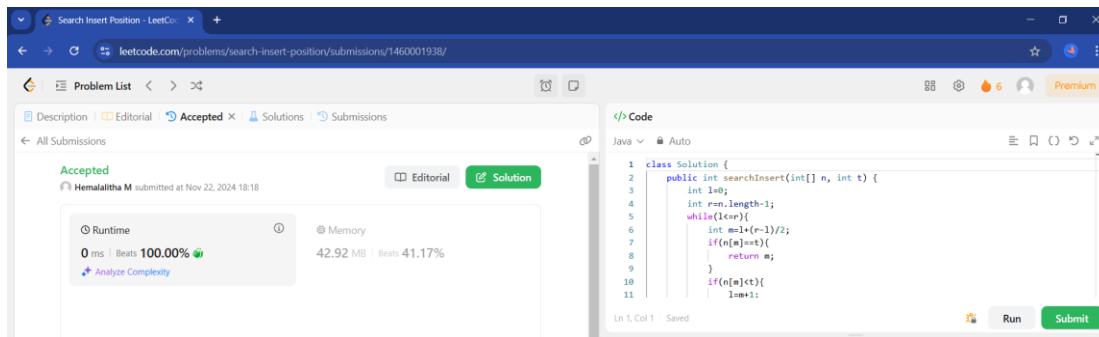 Search Insert Position - LeetCo
leetcode.com/problems/search-insert-position/submissions/1460001938/
Problem List
6
Premium
Description
Editorial
Accepted
Solutions
Submissions
All Submissions
Accepted
Hemalalitha M submitted at Nov 22, 2024 18:18
Editorial
Solution
Runtime
0 ms | Beats 100.00%
Analyze Complexity
Memory
42.92 MB | Beats 41.17%
</> Code
Java
Auto
1 class Solution {
2 public int searchInsert(int[] n, int t) {
3 int l=0;
4 int r=n.length-1;
5 while(l<=r){
6 int m=l+(r-l)/2;
7 if(n[m]==t){
8 return m;
9 }
10 if(n[m]<t){
11 l=m+1;
Ln 1, Col 1 Saved
Run
Submit